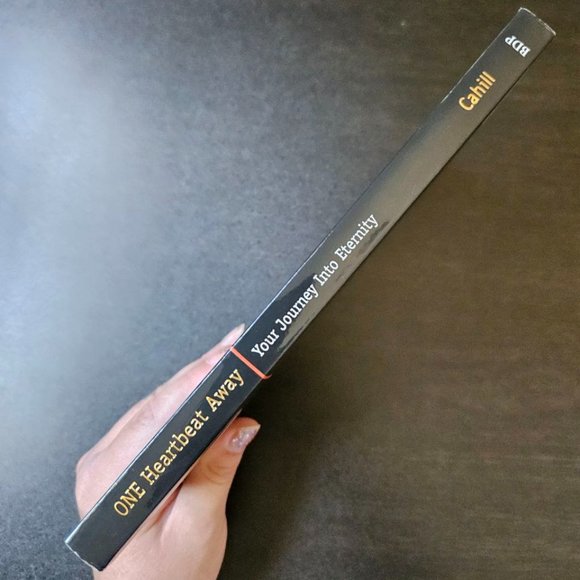 ONE Heartbeat Away
Your Journey Into Eternity
Cahill
BDP